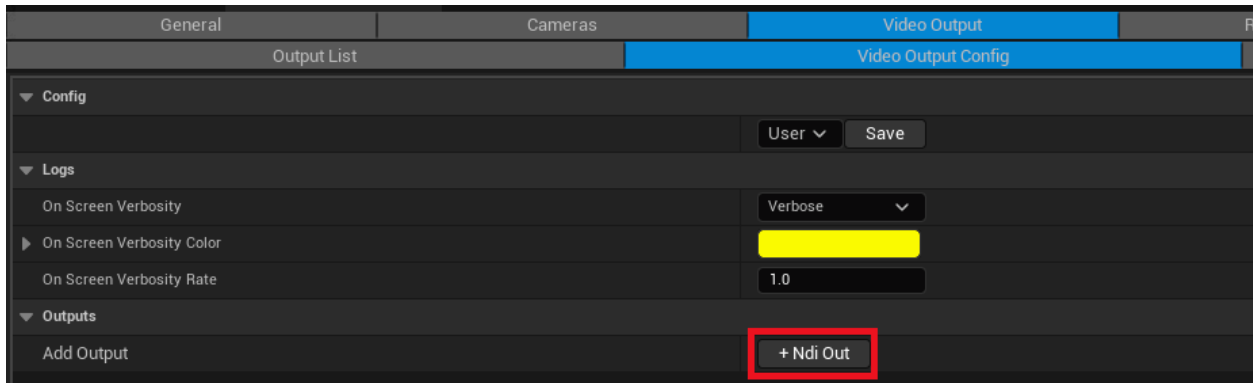 General Cameras Video Output
Output List Video Output Config
Config
User Save
Logs
On Screen Verbosity Verbose
On Screen Verbosity Color
On Screen Verbosity Rate 1.0
Outputs
Add Output + Ndi Out